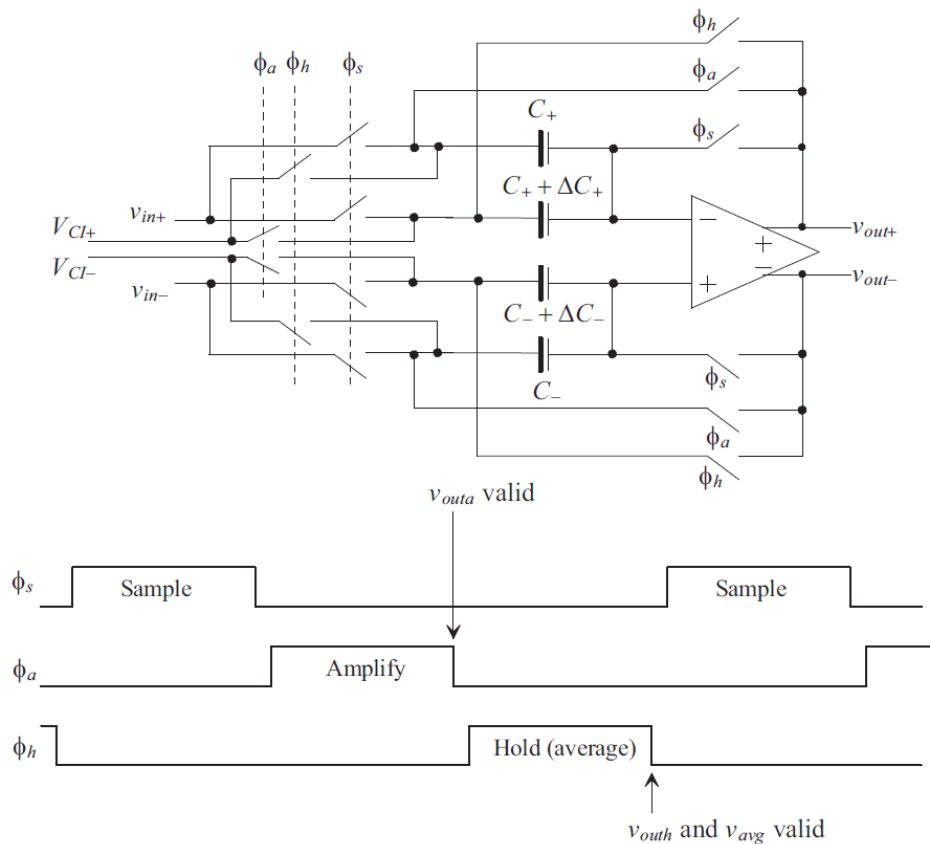 ϕh
ϕa ϕh ϕs
ϕa
C+
ϕs
C+ + ΔC+
vin+
VCI+
−
+
vout+
VCI−
−
vout−
vin−
+
C− + ΔC−
ϕs
C−
ϕa
ϕh
vouta valid
ϕs
Sample
Sample
ϕa
Amplify
ϕh
Hold (average)
vouth and vavg valid